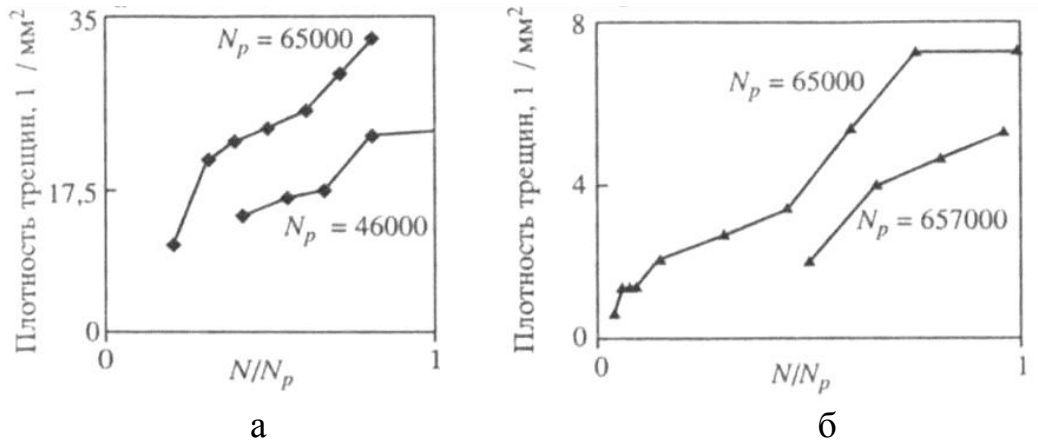 Плотность трещин, 1 / мм²
35
17,5
0
0
1
N/Nₚ
Nₚ = 65000
Nₚ = 46000
а
Плотность трещин, 1 / мм²
8
4
0
0
1
N/Nₚ
Nₚ = 65000
Nₚ = 657000
б